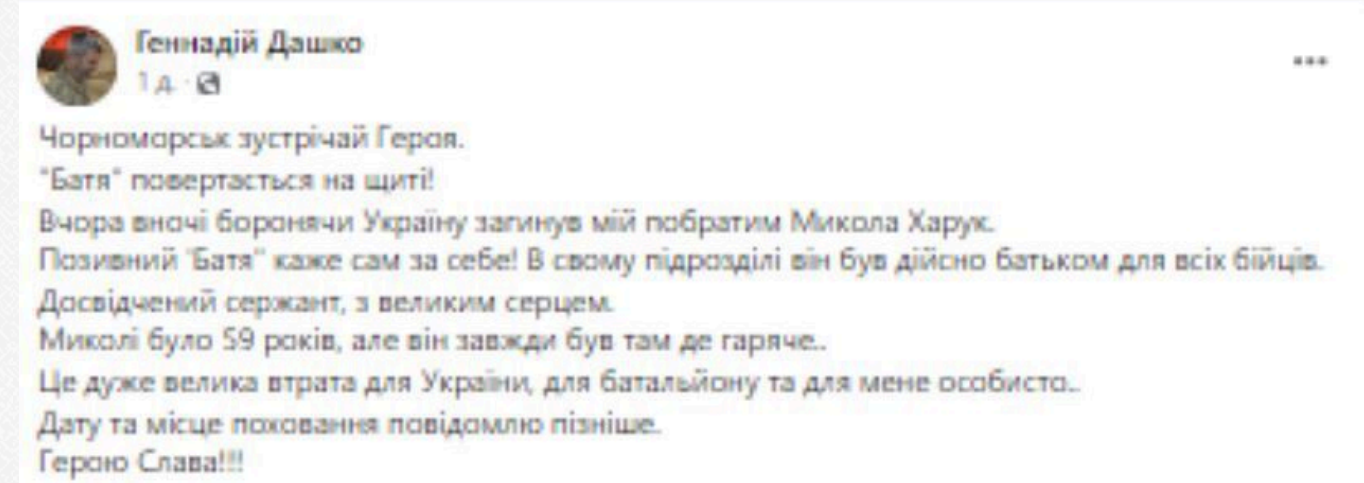 Геннадій Дашко
1 д.
Чорноморськ зустрічай Героя.
"Батя" повертається на щиті!
Вчора вночі боронячи Україну загинув мій побратим Микола Харук.
Позивний "Батя" каже сам за себе! В своєму підрозділі він був дійсно батьком для всіх бійців.
Досвідчений сержант, з великим серцем.
Миколі було 59 років, але він завжди був там де гаряче..
Це дуже велика втрата для України, для батальйону та для мене особисто..
Дату та місце поховання повідомлю пізніше.
Герою Слава!!!